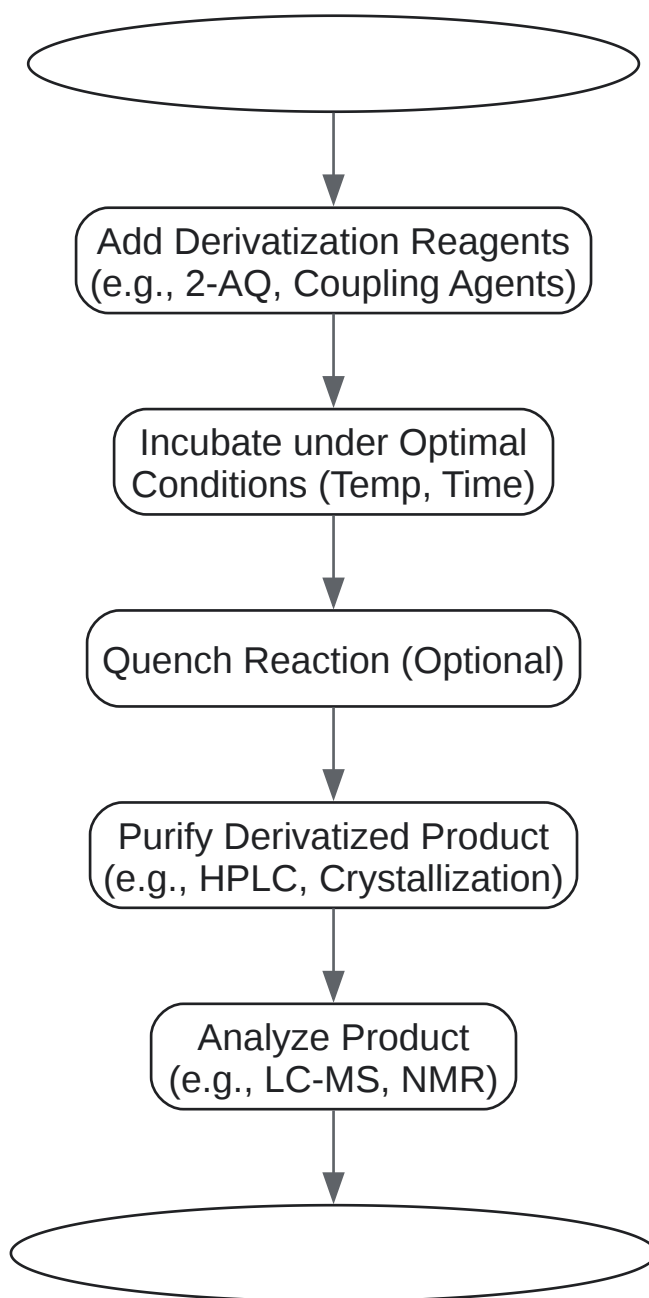 Add Derivatization Reagents
(e.g., 2-AQ, Coupling Agents)
Incubate under Optimal
Conditions (Temp, Time)
Quench Reaction (Optional)
Purify Derivatized Product
(e.g., HPLC, Crystallization)
Analyze Product
(e.g., LC-MS, NMR)